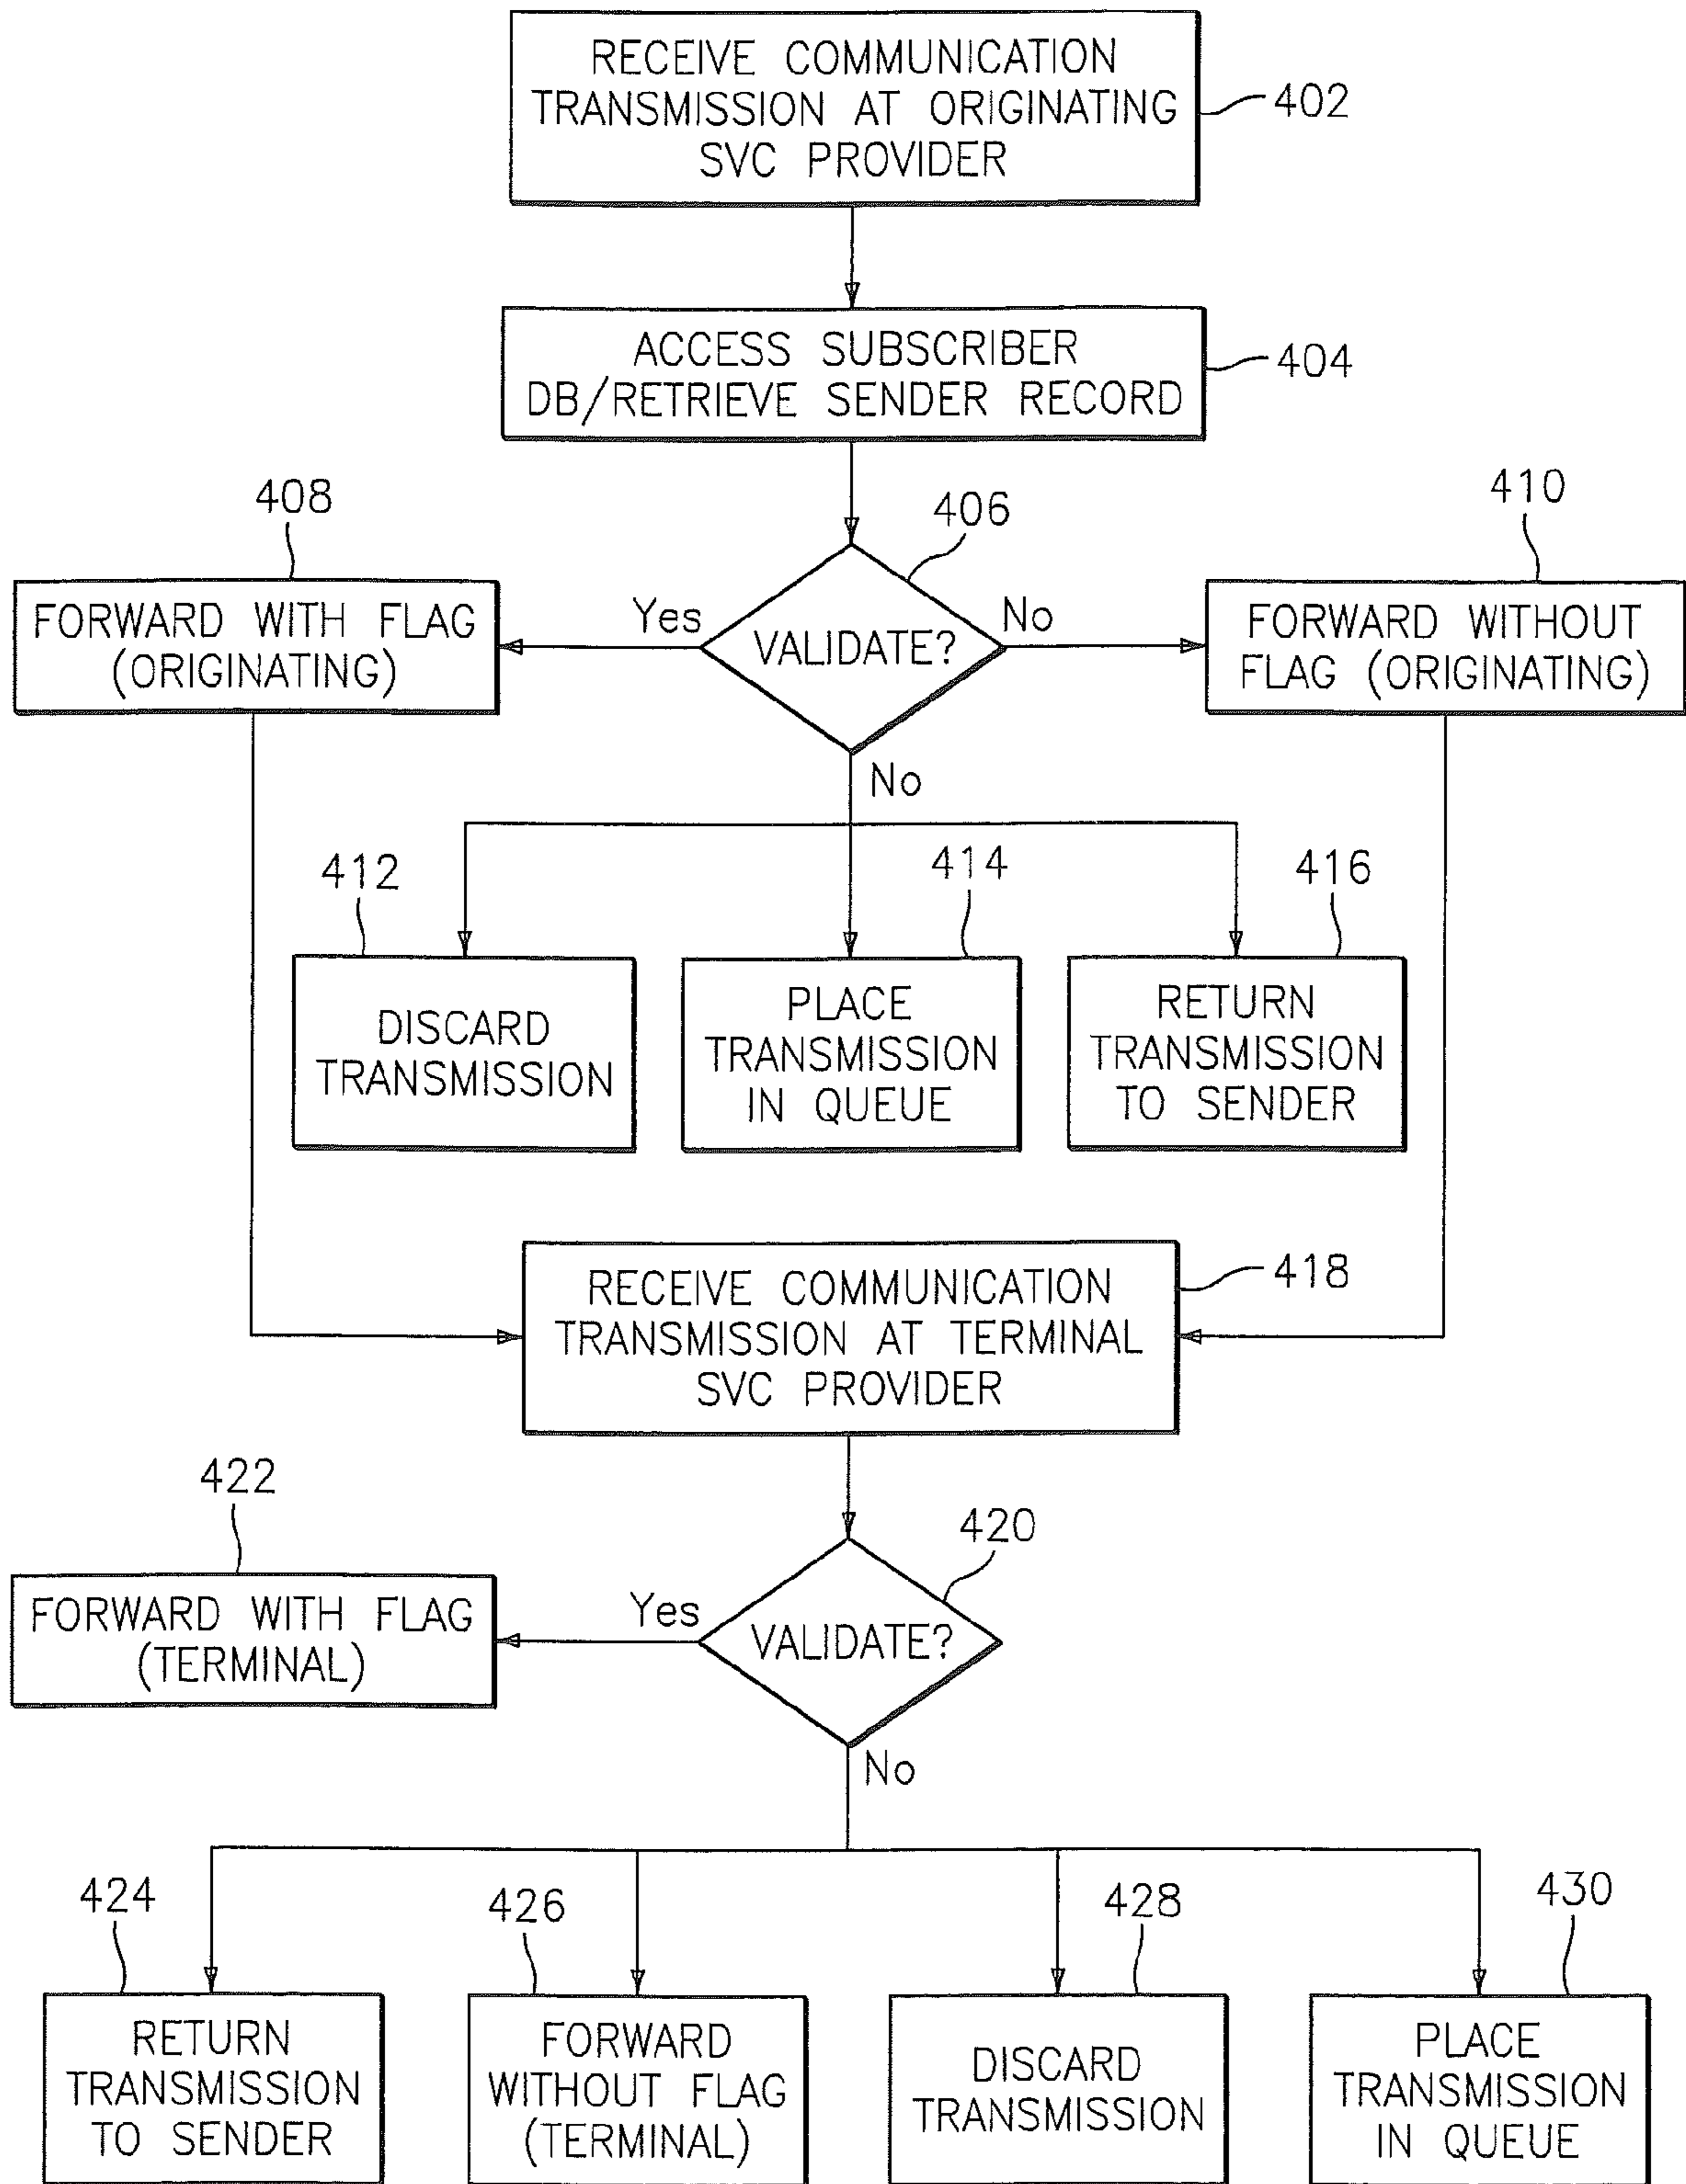 RECEIVE COMMUNICATION
TRANSMISSION AT ORIGINATING
SVC PROVIDER
402
ACCESS SUBSCRIBER
DB/RETRIEVE SENDER RECORD
404
406
VALIDATE?
Yes
No
No
408
FORWARD WITH FLAG
(ORIGINATING)
410
FORWARD WITHOUT
FLAG (ORIGINATING)
412
DISCARD
TRANSMISSION
414
PLACE
TRANSMISSION
IN QUEUE
416
RETURN
TRANSMISSION
TO SENDER
RECEIVE COMMUNICATION
TRANSMISSION AT TERMINAL
SVC PROVIDER
418
420
VALIDATE?
Yes
No
422
FORWARD WITH FLAG
(TERMINAL)
424
RETURN
TRANSMISSION
TO SENDER
426
FORWARD
WITHOUT FLAG
(TERMINAL)
428
DISCARD
TRANSMISSION
430
PLACE
TRANSMISSION
IN QUEUE